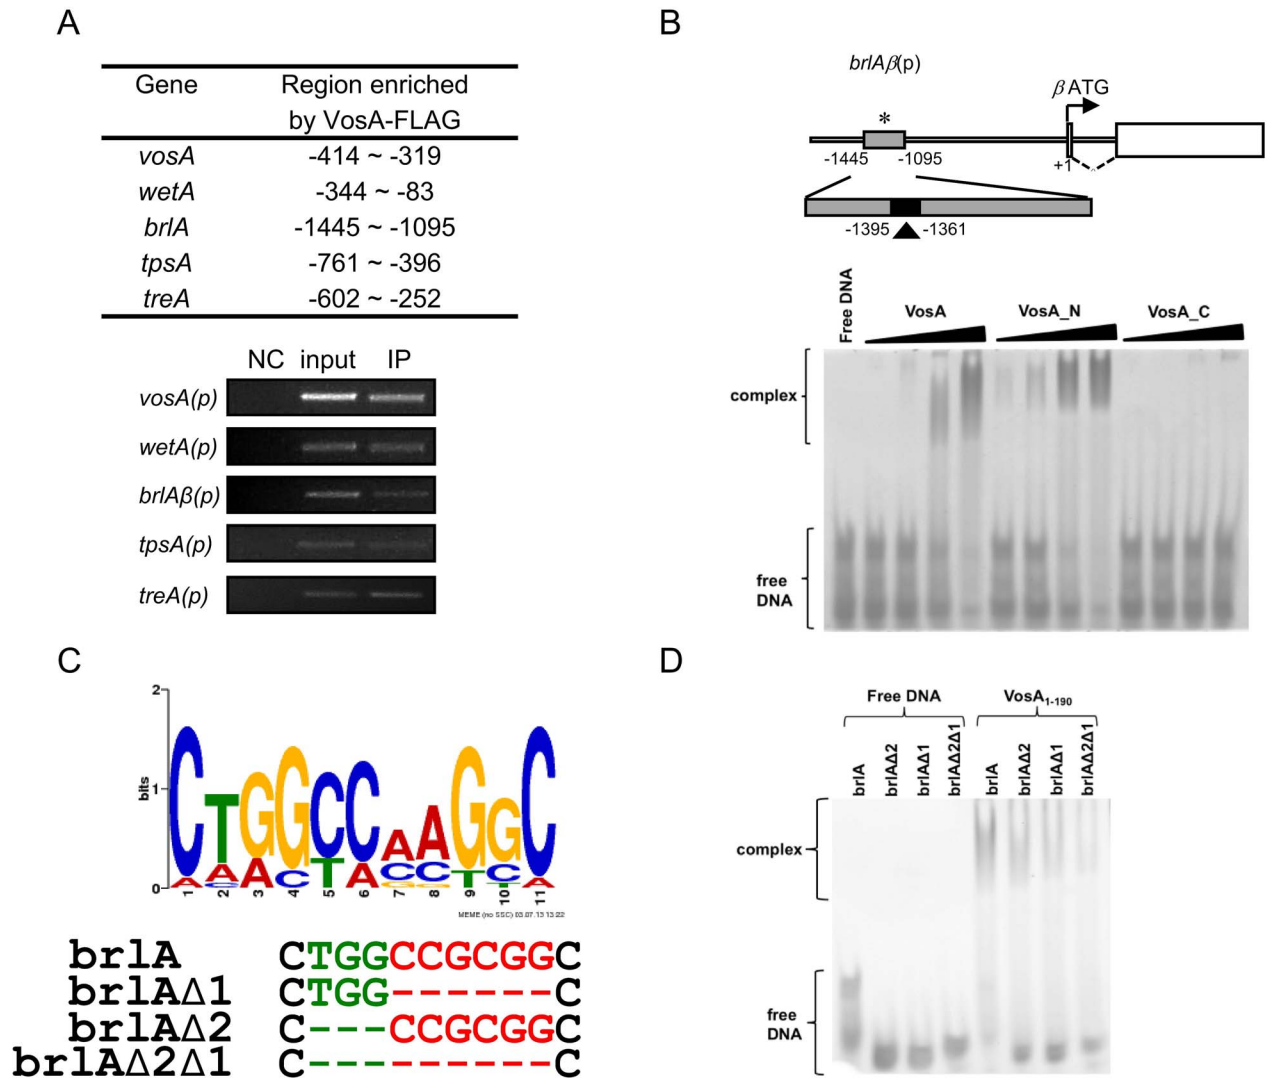 A
Gene Region enriched
by VosA-FLAG
vosA -414 ~ -319
wetA -344 ~ -83
brlA -1445 ~ -1095
tpsA -761 ~ -396
treA -602 ~ -252
NC input IP
vosA(p)
wetA(p)
brlAβ(p)
tpsA(p)
treA(p)
B
brlAβ(p)
β ATG
*
-1445 -1095 +1
-1395 -1361
Free DNA
VosA VosA_N VosA_C
complex
free
DNA
C
2
bits
1
0
1 2 3 4 5 6 7 8 9 10 11
MEME (no SSC) 03.07.13 13:22
brlA CTGGCCGCGGC
brlAΔ1 CTGG------C
brlAΔ2 C---CCGCGGC
brlAΔ2Δ1 C---------C
D
Free DNA VosA1-190
brlA brlAΔ2 brlAΔ1 brlAΔ2Δ1 brlA brlAΔ2 brlAΔ1 brlAΔ2Δ1
complex
free
DNA